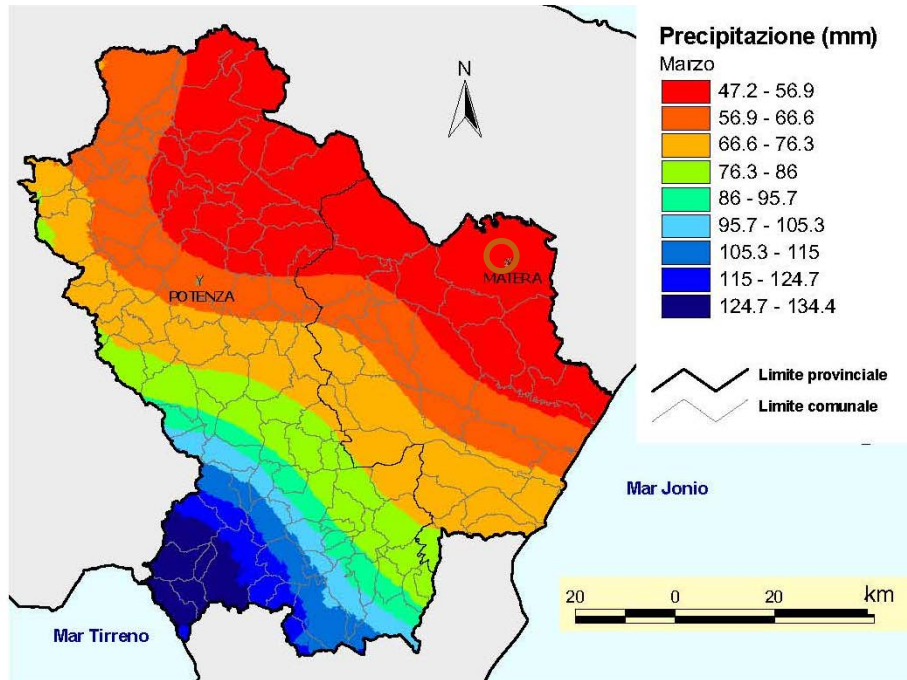 Precipitazione (mm)
Marzo
47.2 - 56.9
56.9 - 66.6
66.6 - 76.3
76.3 - 86
86 - 95.7
95.7 - 105.3
105.3 - 115
115 - 124.7
124.7 - 134.4
Limite provinciale
Limite comunale
N
MATERA
POTENZA
Mar Jonio
Mar Tirreno
20 0 20 km